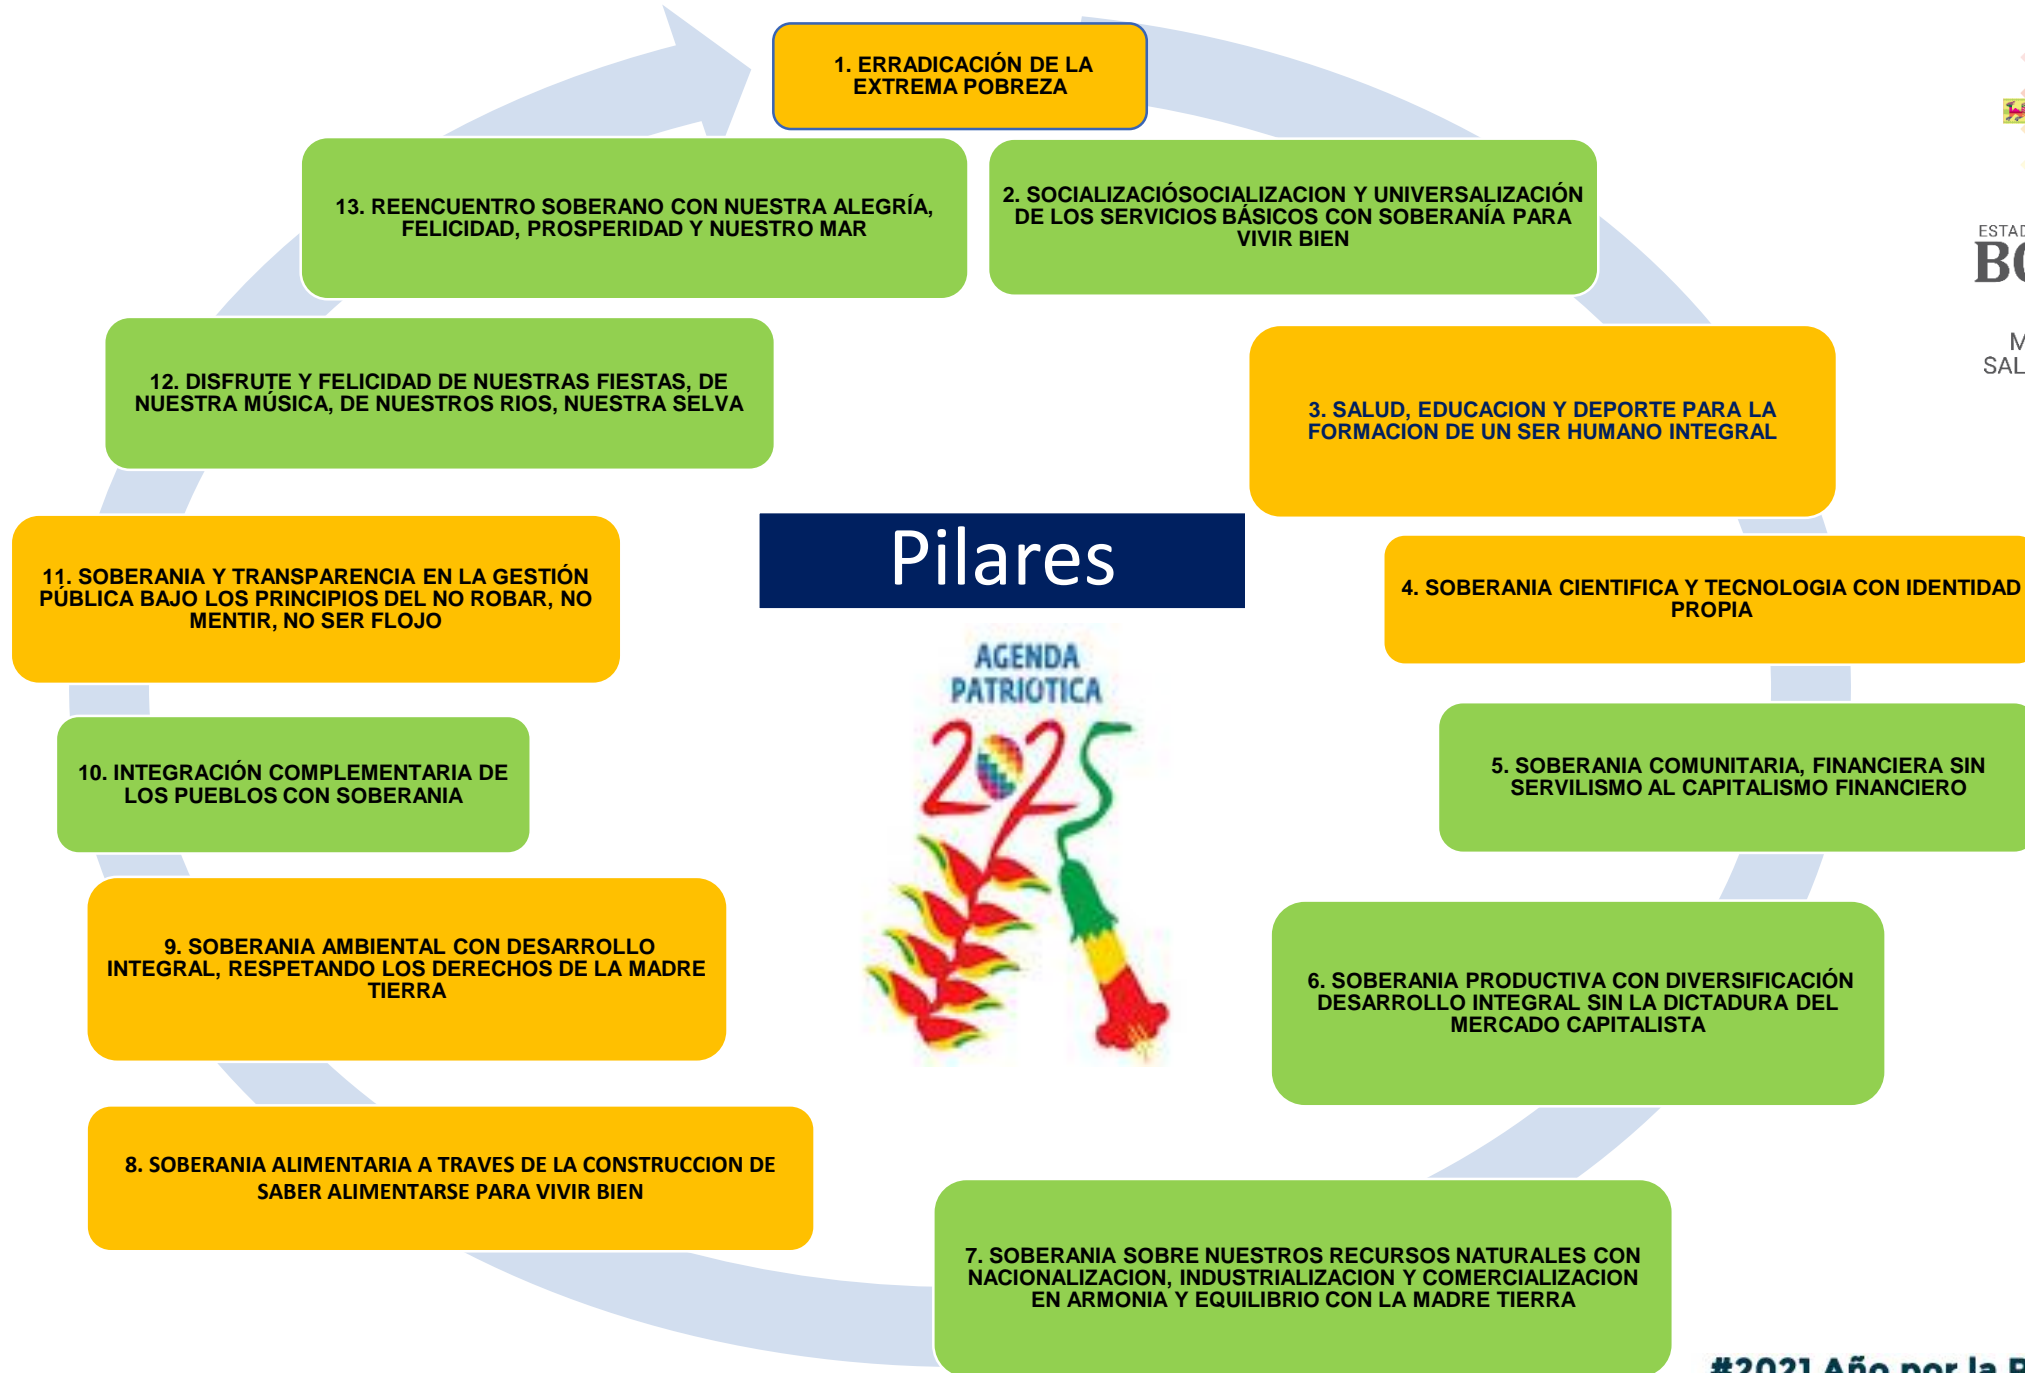 1. ERRADICACIÓN DE LA
EXTREMA POBREZA
2. SOCIALIZACIÓSOCIALIZACION Y UNIVERSALIZACIÓN
DE LOS SERVICIOS BÁSICOS CON SOBERANÍA PARA
VIVIR BIEN
3. SALUD, EDUCACION Y DEPORTE PARA LA
FORMACION DE UN SER HUMANO INTEGRAL
4. SOBERANIA CIENTIFICA Y TECNOLOGIA CON IDENTIDAD
PROPIA
5. SOBERANIA COMUNITARIA, FINANCIERA SIN
SERVILISMO AL CAPITALISMO FINANCIERO
6. SOBERANIA PRODUCTIVA CON DIVERSIFICACIÓN
DESARROLLO INTEGRAL SIN LA DICTADURA DEL
MERCADO CAPITALISTA
7. SOBERANIA SOBRE NUESTROS RECURSOS NATURALES CON
NACIONALIZACION, INDUSTRIALIZACION Y COMERCIALIZACION
EN ARMONIA Y EQUILIBRIO CON LA MADRE TIERRA
8. SOBERANIA ALIMENTARIA A TRAVES DE LA CONSTRUCCION DE
SABER ALIMENTARSE PARA VIVIR BIEN
9. SOBERANIA AMBIENTAL CON DESARROLLO
INTEGRAL, RESPETANDO LOS DERECHOS DE LA MADRE
TIERRA
10. INTEGRACIÓN COMPLEMENTARIA DE
LOS PUEBLOS CON SOBERANIA
11. SOBERANIA Y TRANSPARENCIA EN LA GESTIÓN
PÚBLICA BAJO LOS PRINCIPIOS DEL NO ROBAR, NO
MENTIR, NO SER FLOJO
12. DISFRUTE Y FELICIDAD DE NUESTRAS FIESTAS, DE
NUESTRA MÚSICA, DE NUESTROS RIOS, NUESTRA SELVA
13. REENCUENTRO SOBERANO CON NUESTRA ALEGRÍA,
FELICIDAD, PROSPERIDAD Y NUESTRO MAR
Pilares
AGENDA
PATRIOTICA
2025
#2021 Año por la